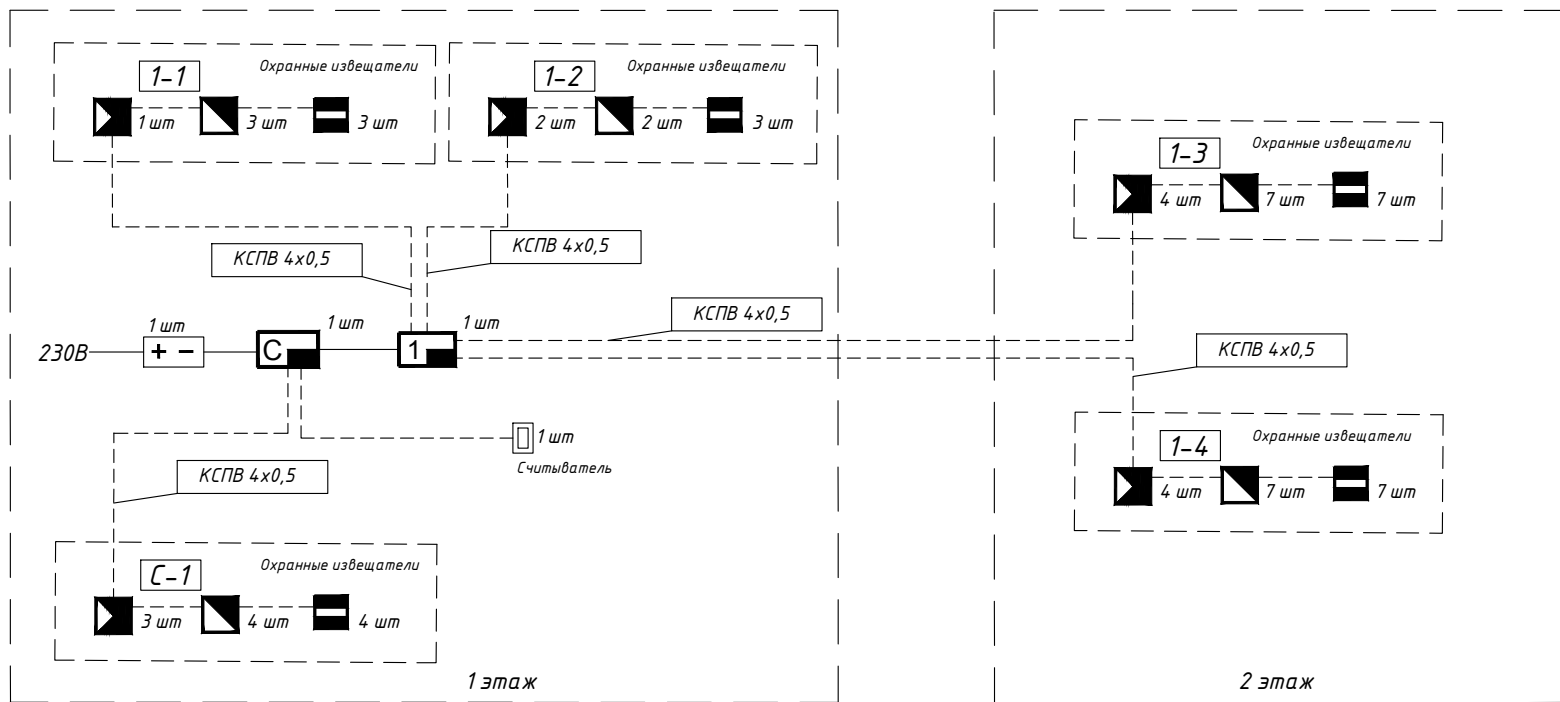 1-1
Охранные извещатели
1 шт
3 шт
3 шт
1-2
Охранные извещатели
2 шт
2 шт
3 шт
1-3
Охранные извещатели
4 шт
7 шт
7 шт
КСПВ 4х0,5
КСПВ 4х0,5
КСПВ 4х0,5
КСПВ 4х0,5
230В
1 шт
+ -
С
1 шт
1
1 шт
1 шт
Считыватель
КСПВ 4х0,5
1-4
Охранные извещатели
4 шт
7 шт
7 шт
С-1
Охранные извещатели
3 шт
4 шт
4 шт
1 этаж
2 этаж